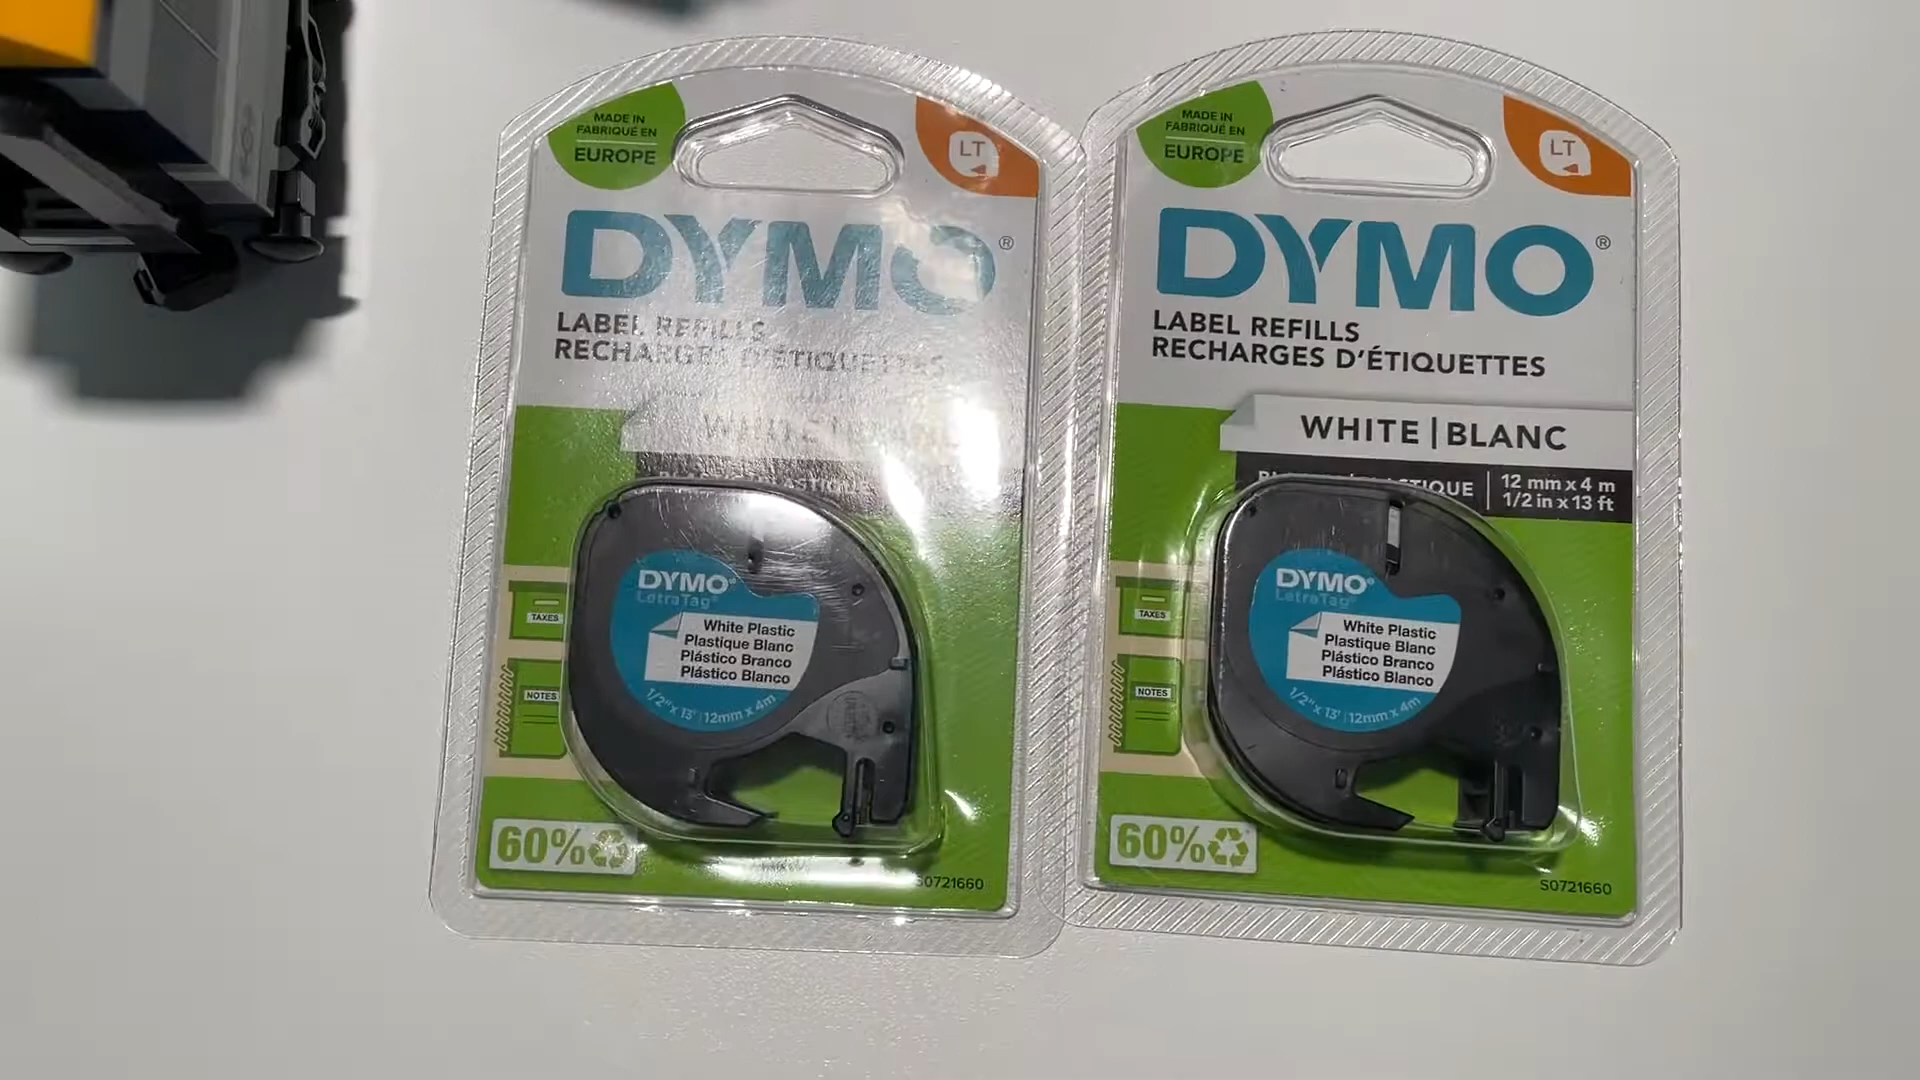 MADE IN
FABRIQUÉ EN
EUROPE
LT
DYMO®
LABEL REFILLS
RECHARGES D'ÉTIQUETTES
DYMO®
LetraTag®
White Plastic
Plastique Blanc
Plástico Branco
Plástico Blanco
1/2" x 13' | 12mm x 4m
TAXES
NOTES
60%
S0721660
MADE IN
FABRIQUÉ EN
EUROPE
LT
DYMO®
LABEL REFILLS
RECHARGES D'ÉTIQUETTES
WHITE | BLANC
12 mm x 4 m
1/2 in x 13 ft
DYMO®
LetraTag®
White Plastic
Plastique Blanc
Plástico Branco
Plástico Blanco
1/2" x 13' | 12mm x 4m
TAXES
NOTES
60%
S0721660